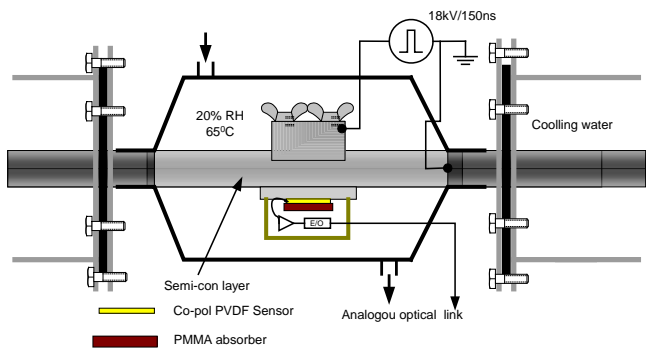 18kV/150ns
20% RH
65⁰C
Coolling water
E/O
Semi-con layer
Analogou optical link
Co-pol PVDF Sensor
PMMA absorber